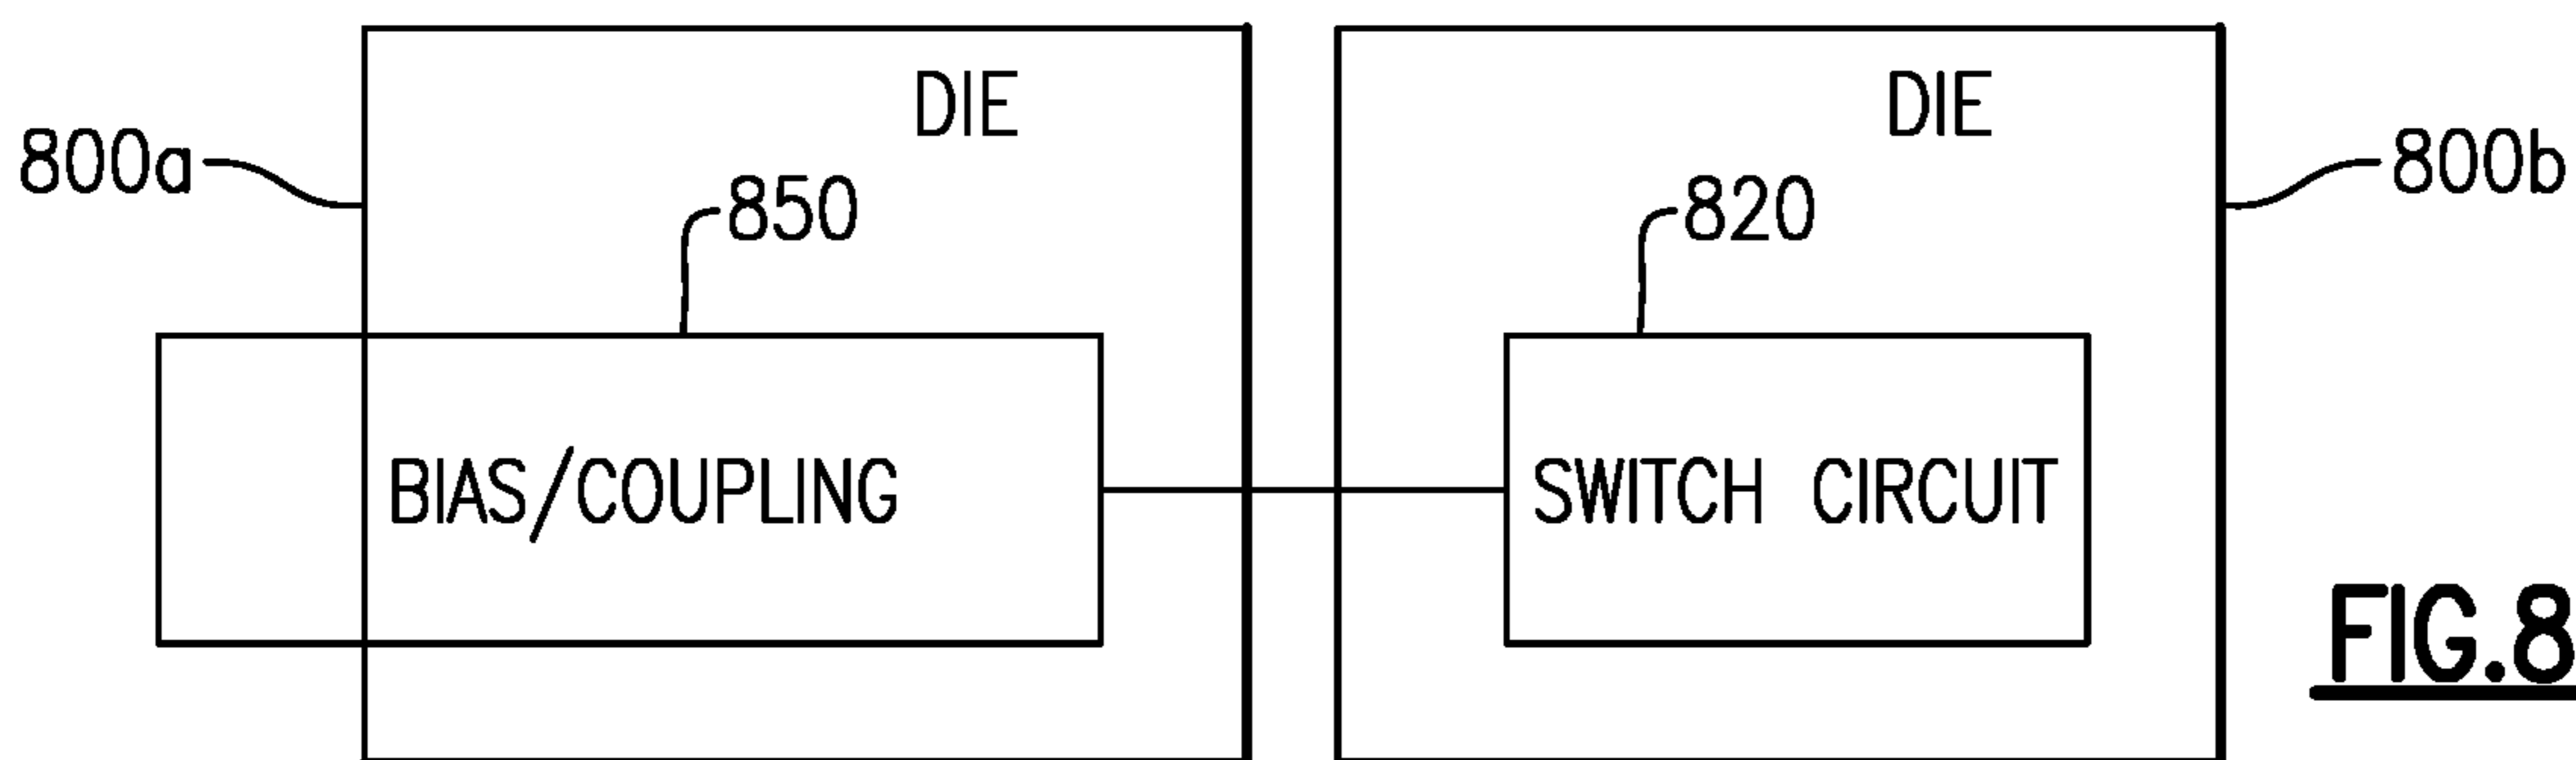 DIE
DIE
800a
800b
850
820
BIAS/COUPLING
SWITCH CIRCUIT
FIG.8